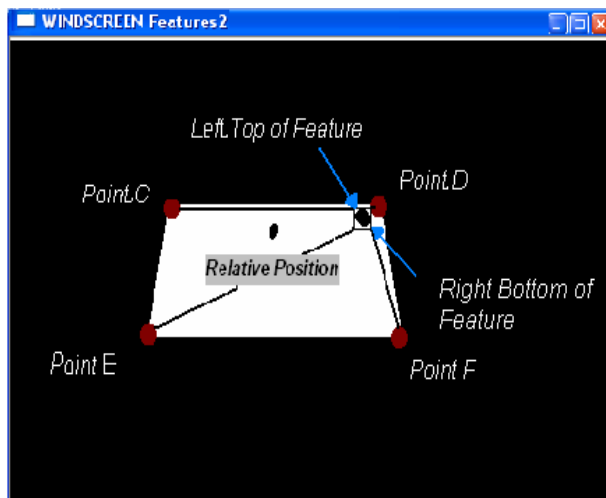 WINDSCREEN Features2
Left.Top of Feature
Point.C
Point.D
Relative Position
Right Bottom of
Feature
Point E
Point F